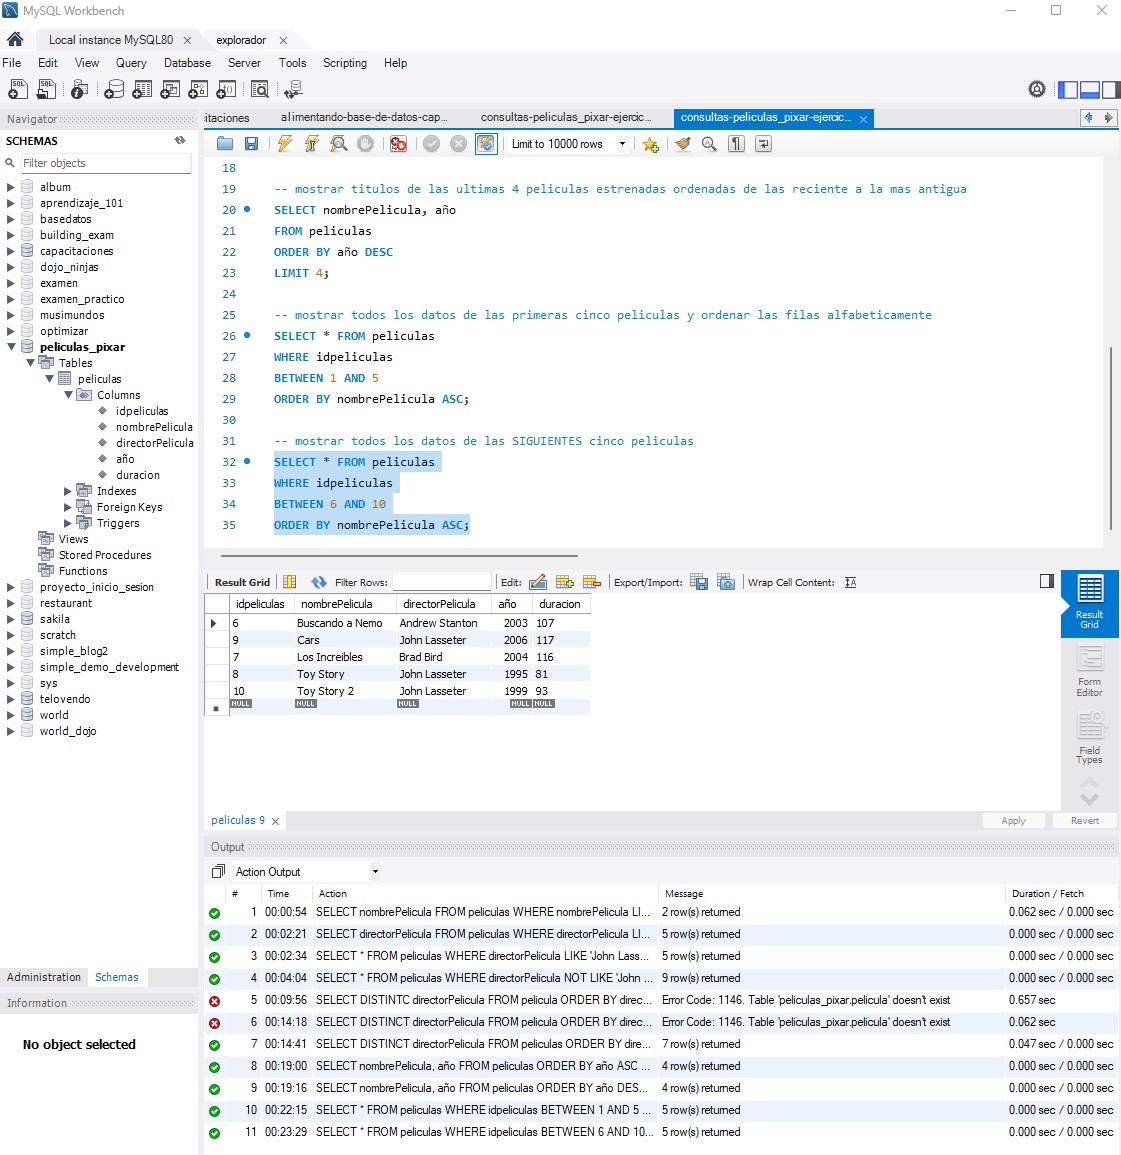 MySQL Workbench
Local instance MySQL80
explorador
File Edit View Query Database Server Tools Scripting Help
Navigator
SCHEMAS
Filter objects
album
aprendizaje_101
basedatos
building_exam
capacitaciones
dojo_ninjas
examen
examen_practico
musimundos
optimizar
peliculas_pixar
Tables
peliculas
Columns
idpeliculas
nombrePelicula
directorPelicula
año
duracion
Indexes
Foreign Keys
Triggers
Views
Stored Procedures
Functions
proyecto_inicio_sesion
restaurant
sakila
scratch
simple_blog2
simple_demo_development
sys
telovendo
world
world_dojo
Administration Schemas
Information
No object selected
itaciones alimentando-base-de-datos-cap... consultas-peliculas_pixar-ejercic... consultas-peliculas_pixar-ejercic...
Limit to 10000 rows
18
19 -- mostrar titulos de las ultimas 4 peliculas estrenadas ordenadas de las reciente a la mas antigua
20 SELECT nombrePelicula, año
21 FROM peliculas
22 ORDER BY año DESC
23 LIMIT 4;
24
25 -- mostrar todos los datos de las primeras cinco peliculas y ordenar las filas alfabeticamente
26 SELECT * FROM peliculas
27 WHERE idpeliculas
28 BETWEEN 1 AND 5
29 ORDER BY nombrePelicula ASC;
30
31 -- mostrar todos los datos de las SIGUIENTES cinco peliculas
32 SELECT * FROM peliculas
33 WHERE idpeliculas
34 BETWEEN 6 AND 10
35 ORDER BY nombrePelicula ASC;
Result Grid Filter Rows: Edit: Export/Import: Wrap Cell Content:
idpeliculas nombrePelicula directorPelicula año duracion
6 Buscando a Nemo Andrew Stanton 2003 107
9 Cars John Lasseter 2006 117
7 Los Increibles Brad Bird 2004 116
8 Toy Story John Lasseter 1995 81
10 Toy Story 2 John Lasseter 1999 93
NULL NULL NULL NULL NULL
Result
Grid
Form
Editor
Field
Types
peliculas 9
Apply Revert
Output
Action Output
# Time Action Message Duration / Fetch
1 00:00:54 SELECT nombrePelicula FROM peliculas WHERE nombrePelicula LI... 2 row(s) returned 0.062 sec / 0.000 sec
2 00:02:21 SELECT directorPelicula FROM peliculas WHERE directorPelicula LI... 5 row(s) returned 0.000 sec / 0.000 sec
3 00:02:34 SELECT * FROM peliculas WHERE directorPelicula LIKE 'John Lass... 5 row(s) returned 0.000 sec / 0.000 sec
4 00:04:04 SELECT * FROM peliculas WHERE directorPelicula NOT LIKE 'John ... 9 row(s) returned 0.000 sec / 0.000 sec
5 00:09:56 SELECT DISTINTC directorPelicula FROM pelicula ORDER BY direc... Error Code: 1146. Table 'peliculas_pixar.pelicula' doesn't exist 0.657 sec
6 00:14:18 SELECT DISTINCT directorPelicula FROM pelicula ORDER BY direc... Error Code: 1146. Table 'peliculas_pixar.pelicula' doesn't exist 0.062 sec
7 00:14:41 SELECT DISTINCT directorPelicula FROM peliculas ORDER BY dire... 7 row(s) returned 0.047 sec / 0.000 sec
8 00:19:00 SELECT nombrePelicula, año FROM peliculas ORDER BY año ASC ... 4 row(s) returned 0.000 sec / 0.000 sec
9 00:19:16 SELECT nombrePelicula, año FROM peliculas ORDER BY año DES... 4 row(s) returned 0.000 sec / 0.000 sec
10 00:22:15 SELECT * FROM peliculas WHERE idpeliculas BETWEEN 1 AND 5 ... 5 row(s) returned 0.000 sec / 0.000 sec
11 00:23:29 SELECT * FROM peliculas WHERE idpeliculas BETWEEN 6 AND 10... 5 row(s) returned 0.000 sec / 0.000 sec